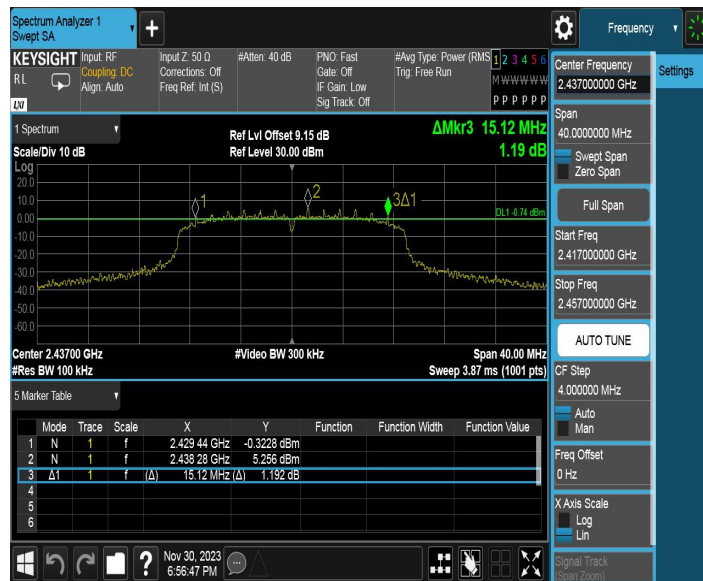 Spectrum Analyzer 1
Swept SA
+
Frequency
KEYSIGHT
RL
LXI
Input: RF
Coupling: DC
Align: Auto
Input Z: 50 Ω
Corrections: Off
Freq Ref: Int (S)
#Atten: 40 dB
PNO: Fast
Gate: Off
IF Gain: Low
Sig Track: Off
#Avg Type: Power (RMS
Trig: Free Run
1 2 3 4 5 6
M W W W W W
P P P P P P
1 Spectrum
Scale/Div 10 dB
Ref Lvl Offset 9.15 dB
Ref Level 30.00 dBm
ΔMkr3 15.12 MHz
1.19 dB
Log
20.0
10.0
0.00
-10.0
-20.0
-30.0
-40.0
-50.0
-60.0
1
2
3Δ1
DL1 -0.74 dBm
Center 2.43700 GHz
#Res BW 100 kHz
#Video BW 300 kHz
Span 40.00 MHz
Sweep 3.87 ms (1001 pts)
5 Marker Table
Mode Trace Scale X Y Function Function Width Function Value
1 N 1 f 2.429 44 GHz -0.3228 dBm
2 N 1 f 2.438 28 GHz 5.256 dBm
3 Δ1 1 f (Δ) 15.12 MHz (Δ) 1.192 dB
4
5
6
Nov 30, 2023
6:56:47 PM
Center Frequency
2.437000000 GHz
Span
40.0000000 MHz
Swept Span
Zero Span
Full Span
Start Freq
2.417000000 GHz
Stop Freq
2.457000000 GHz
AUTO TUNE
CF Step
4.000000 MHz
Auto
Man
Freq Offset
0 Hz
X Axis Scale
Log
Lin
Signal Track
(Span Zoom)
Settings